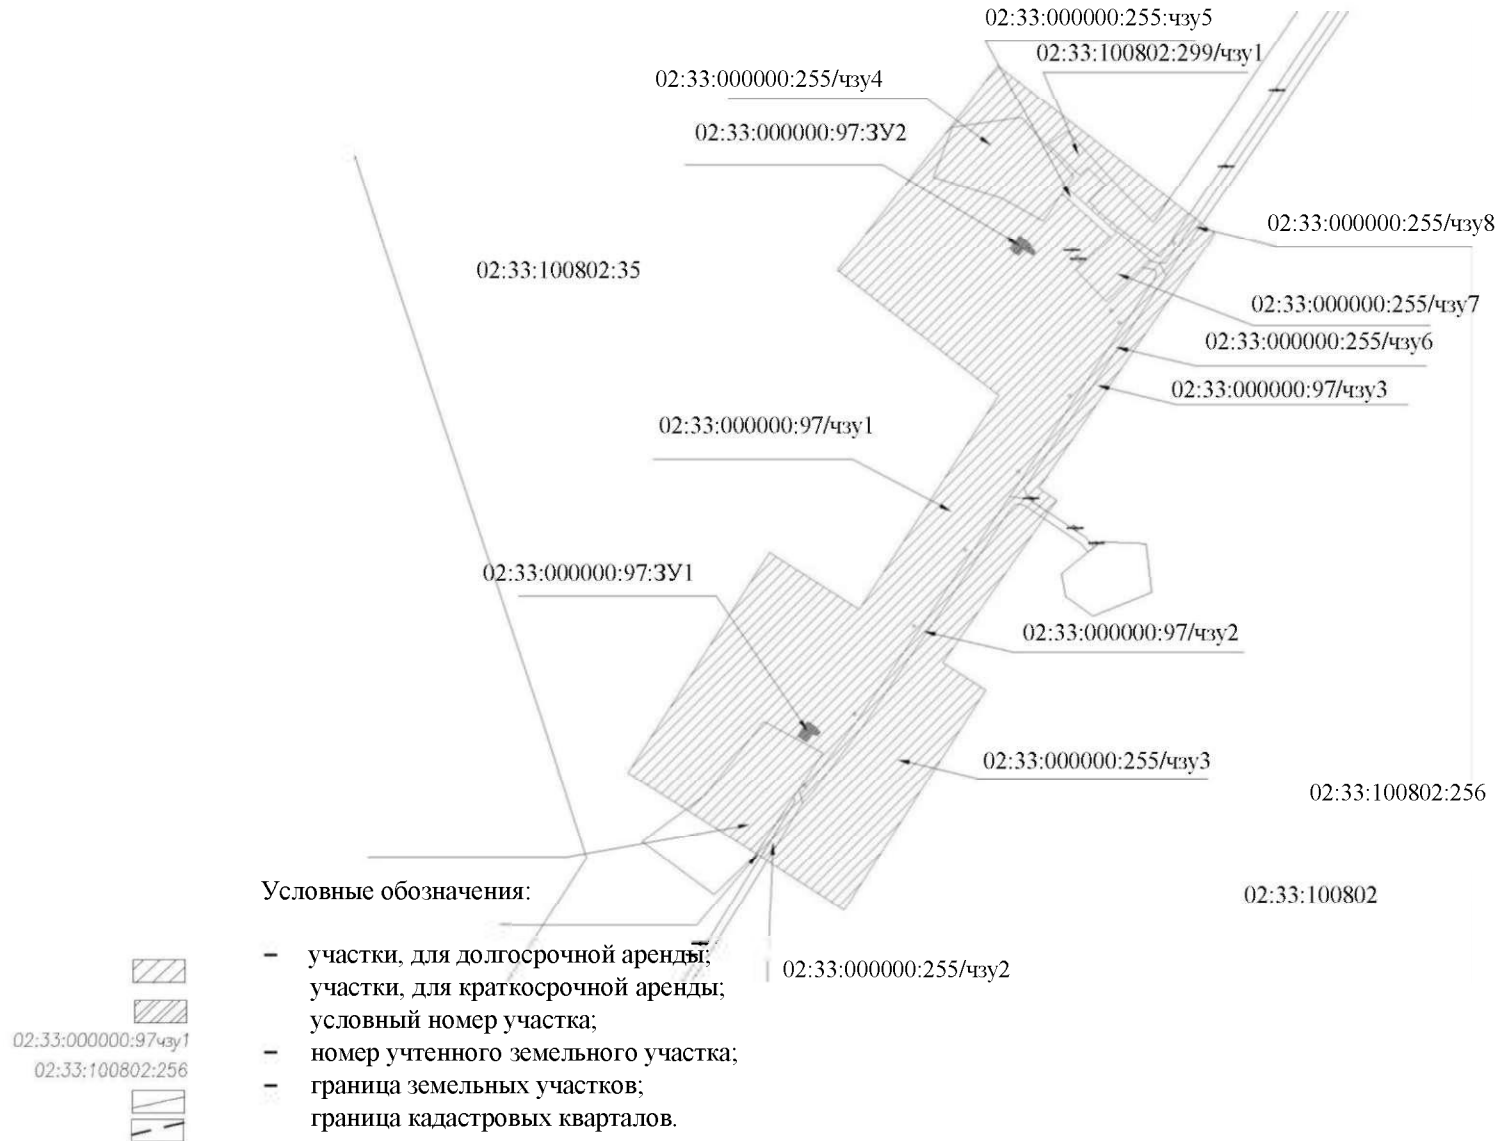 02:33:000000:255:чзу5
02:33:100802:299/чзу1
02:33:000000:255/чзу4
02:33:000000:97:ЗУ2
02:33:000000:255/чзу8
02:33:100802:35
02:33:000000:255/чзу7
02:33:000000:255/чзу6
02:33:000000:97/чзу3
02:33:000000:97/чзу1
02:33:000000:97:ЗУ1
02:33:000000:97/чзу2
02:33:000000:255/чзу3
02:33:100802:256
Условные обозначения:
02:33:100802
– участки, для долгосрочной аренды;
02:33:000000:255/чзу2
участки, для краткосрочной аренды;
условный номер участка;
02:33:000000:97чзу1
– номер учтенного земельного участка;
02:33:100802:256
– граница земельных участков;
граница кадастровых кварталов.